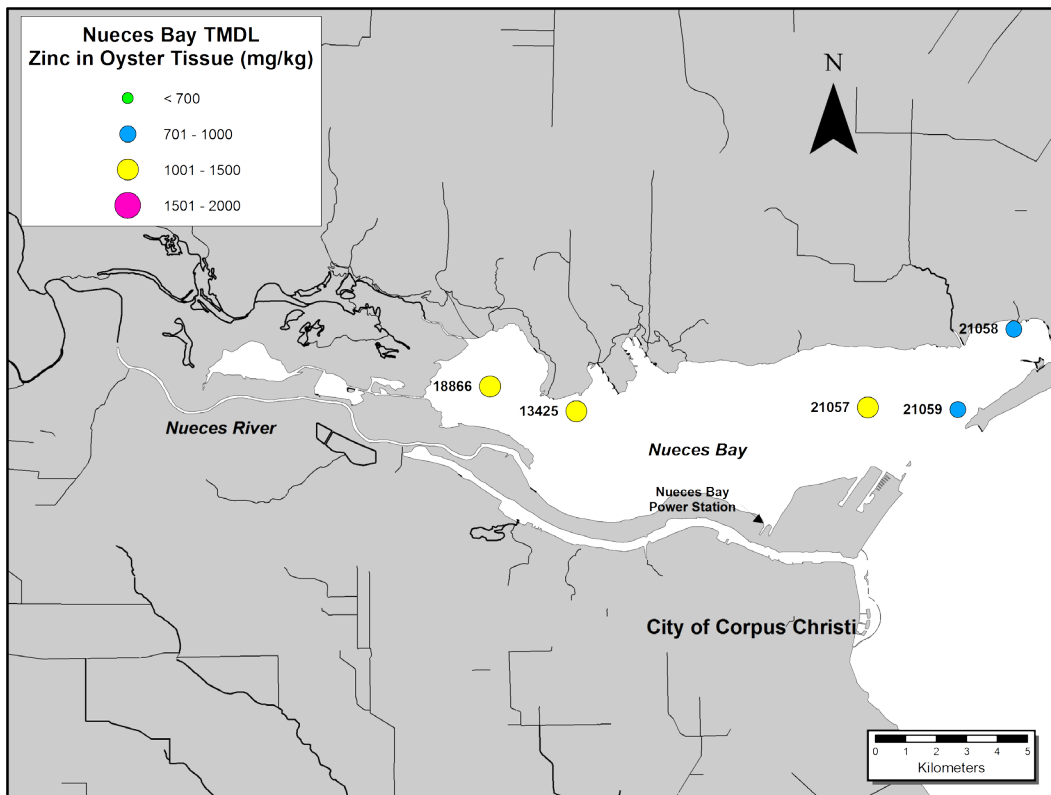 Nueces Bay TMDL
Zinc in Oyster Tissue (mg/kg)
< 700
701 - 1000
1001 - 1500
1501 - 2000
N
21058
18866
13425
21057
21059
Nueces River
Nueces Bay
Nueces Bay
Power Station
City of Corpus Christi
0 1 2 3 4 5
Kilometers